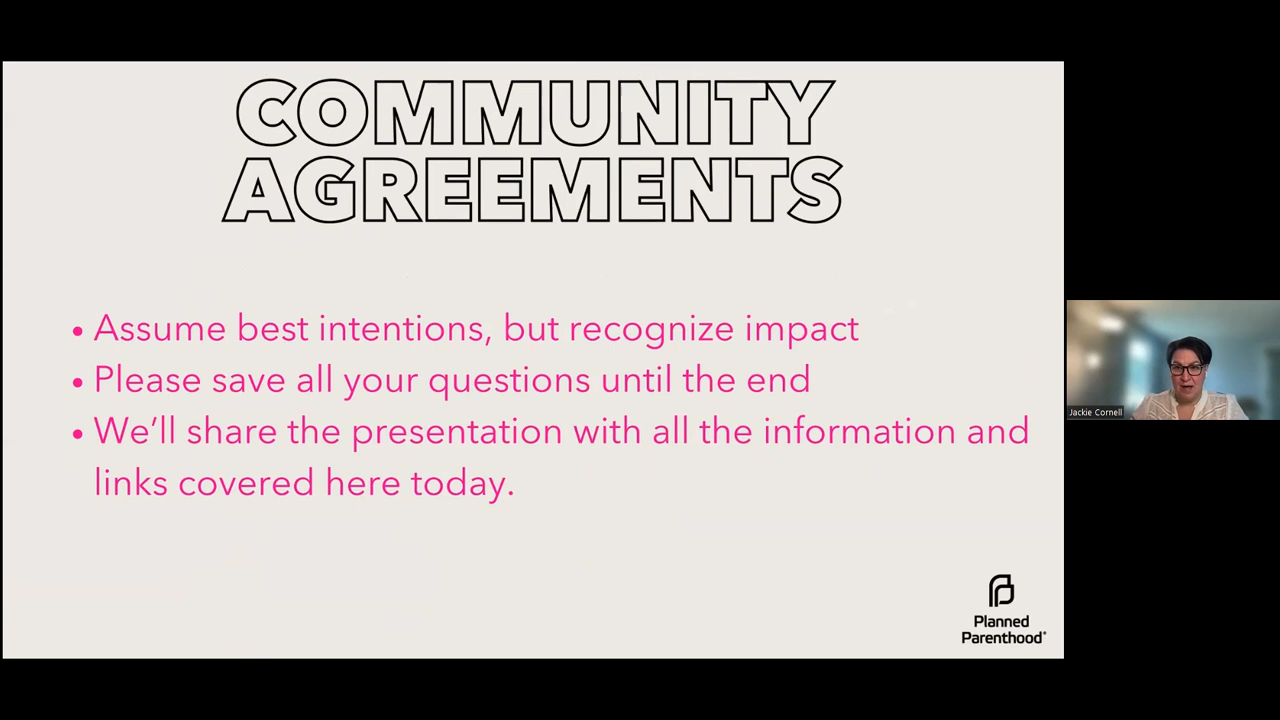 COMMUNITY
AGREEMENTS
• Assume best intentions, but recognize impact
• Please save all your questions until the end
• We’ll share the presentation with all the information and
links covered here today.
Jackie Cornell
Planned
Parenthood®